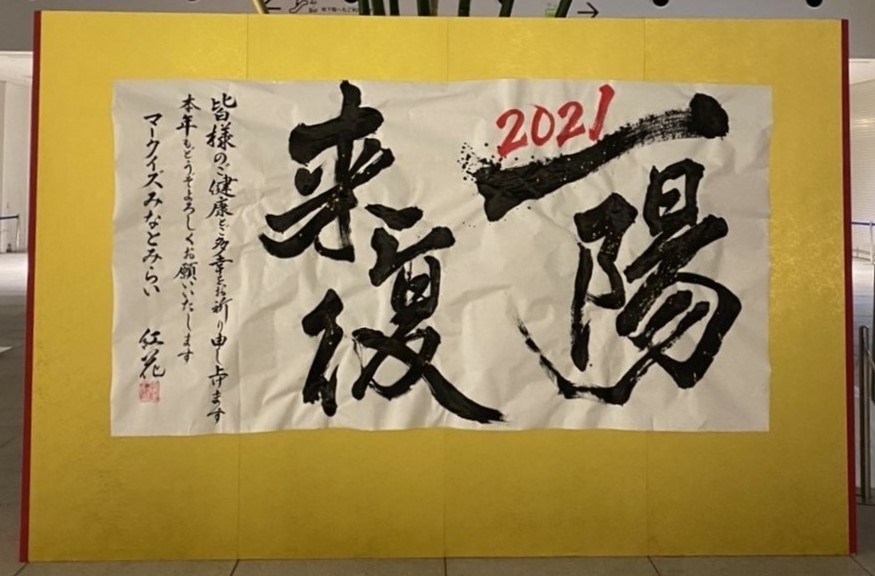 2021
一陽
来復
皆様のご健康とご多幸をお祈り申し上げます
本年もどうぞよろしくお願いいたします
マークイズみなとみらい 紅花